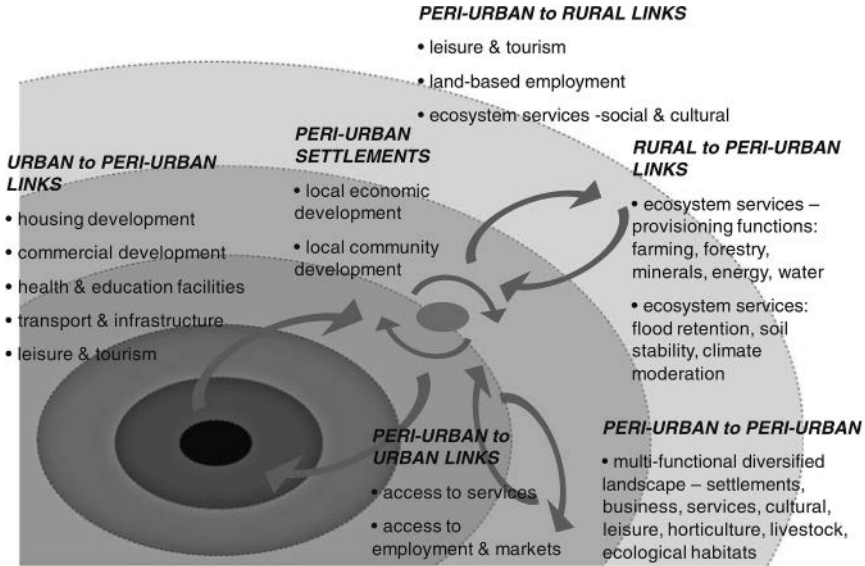 PERI-URBAN to RURAL LINKS
• leisure & tourism
• land-based employment
• ecosystem services -social & cultural
PERI-URBAN
SETTLEMENTS
• local economic
development
• local community
development
URBAN to PERI-URBAN
LINKS
• housing development
• commercial development
• health & education facilities
• transport & infrastructure
• leisure & tourism
RURAL to PERI-URBAN
LINKS
• ecosystem services –
provisioning functions:
farming, forestry,
minerals, energy, water
• ecosystem services:
flood retention, soil
stability, climate
moderation
PERI-URBAN to
URBAN LINKS
• access to services
• access to
employment & markets
PERI-URBAN to PERI-URBAN
• multi-functional diversified
landscape – settlements,
business, services, cultural,
leisure, horticulture, livestock,
ecological habitats